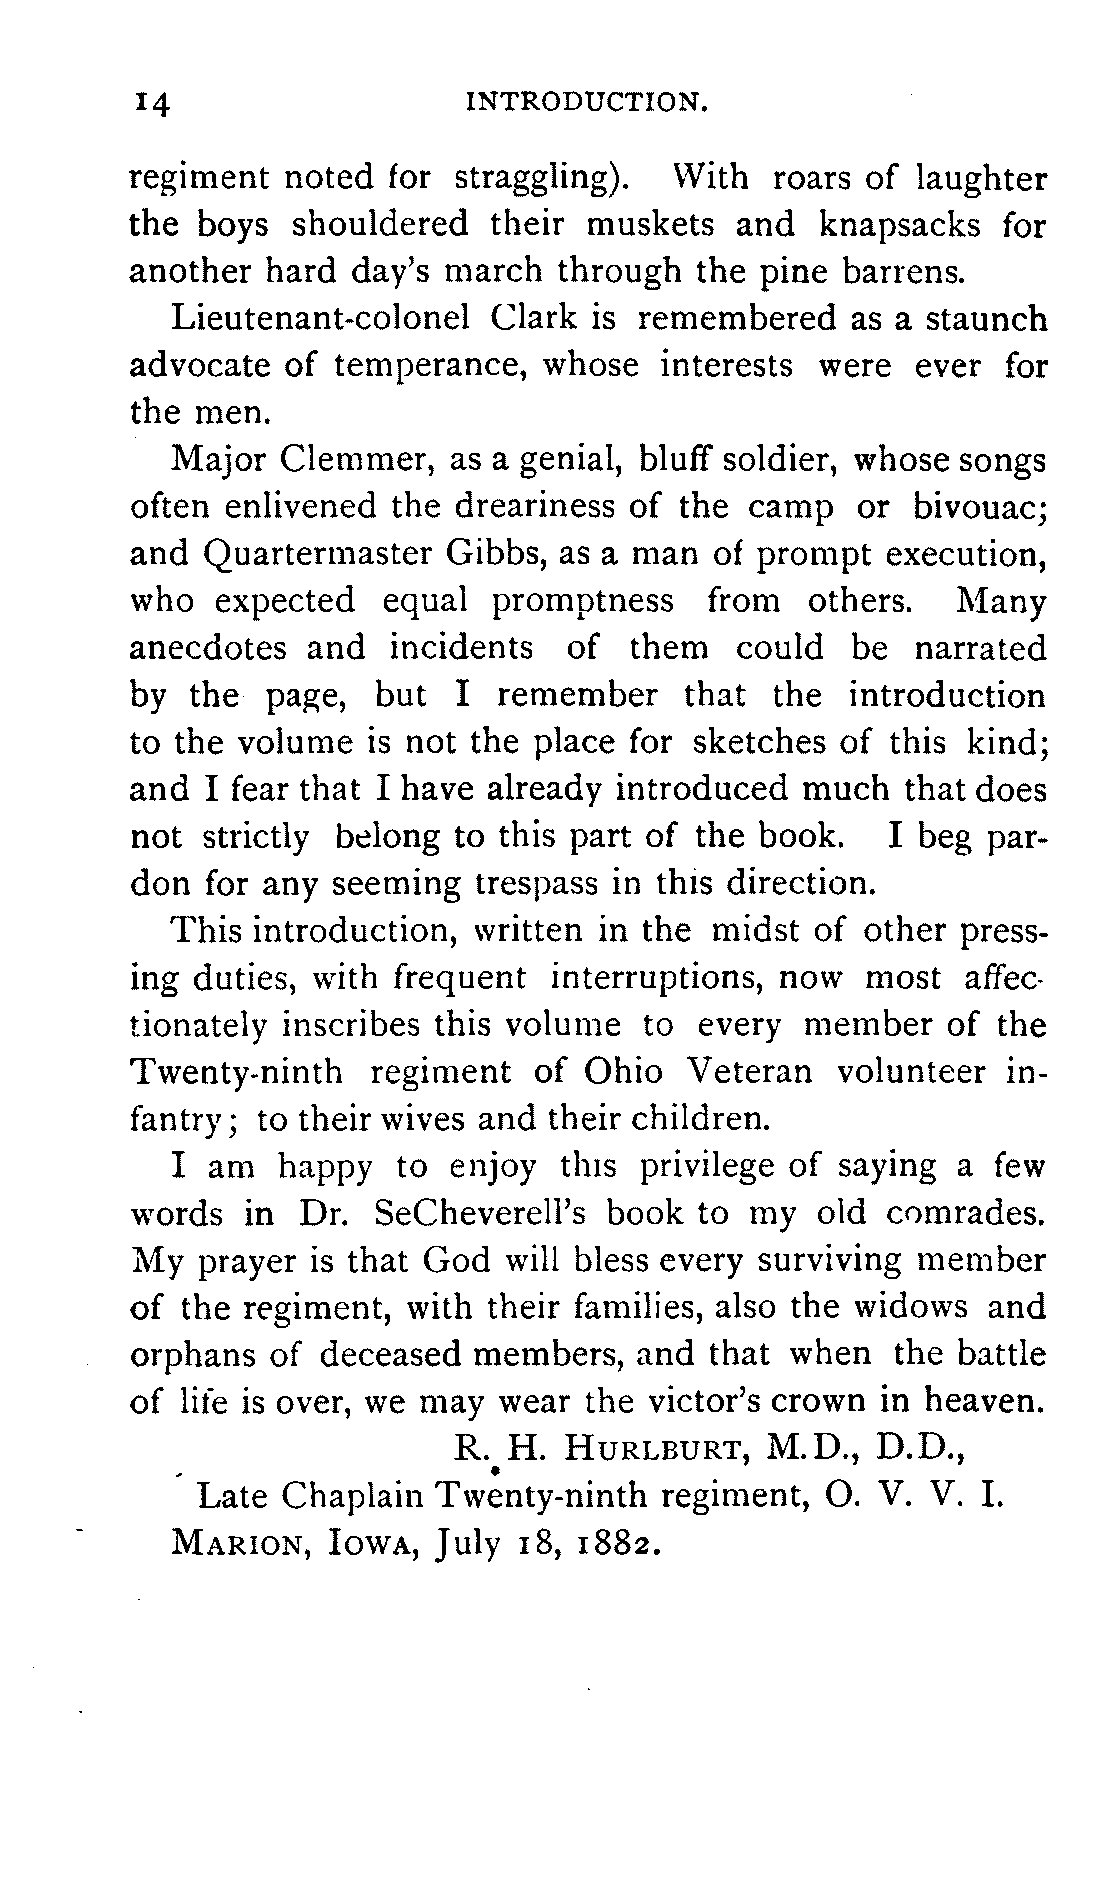 14 INTRODUCTION.
regiment noted for straggling). With roars of laughter
the boys shouldered their muskets and knapsacks for
another hard day's march through the pine barrens.
Lieutenant-colonel Clark is remembered as a staunch
advocate of temperance, whose interests were ever for
the men.
Major Clemmer, as a genial, bluff soldier, whose songs
often enlivened the dreariness of the camp or bivouac;
and Quartermaster Gibbs, as a man of prompt execution,
who expected equal promptness from others. Many
anecdotes and incidents of them could be narrated
by the page, but I remember that the introduction
to the volume is not the place for sketches of this kind;
and I fear that I have already introduced much that does
not strictly belong to this part of the book. I beg par-
don for any seeming trespass in this direction.
This introduction, written in the midst of other press-
ing duties, with frequent interruptions, now most affec-
tionately inscribes this volume to every member of the
Twenty-ninth regiment of Ohio Veteran volunteer in-
fantry; to their wives and their children.
I am happy to enjoy this privilege of saying a few
words in Dr. SeCheverell's book to my old comrades.
My prayer is that God will bless every surviving member
of the regiment, with their families, also the widows and
orphans of deceased members, and that when the battle
of life is over, we may wear the victor's crown in heaven.
R. H. HURLBURT, M.D., D.D.,
Late Chaplain Twenty-ninth regiment, O. V. V. I.
MARION, IOWA, July 18, 1882.